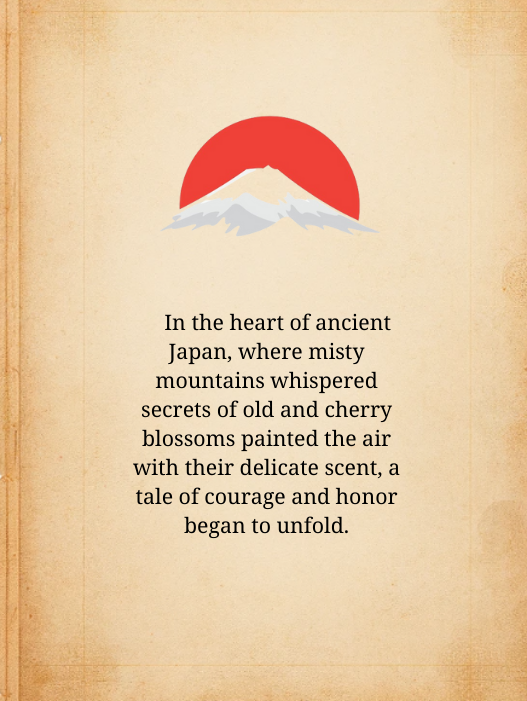 In the heart of ancient
Japan, where misty
mountains whispered
secrets of old and cherry
blossoms painted the air
with their delicate scent, a
tale of courage and honor
began to unfold.